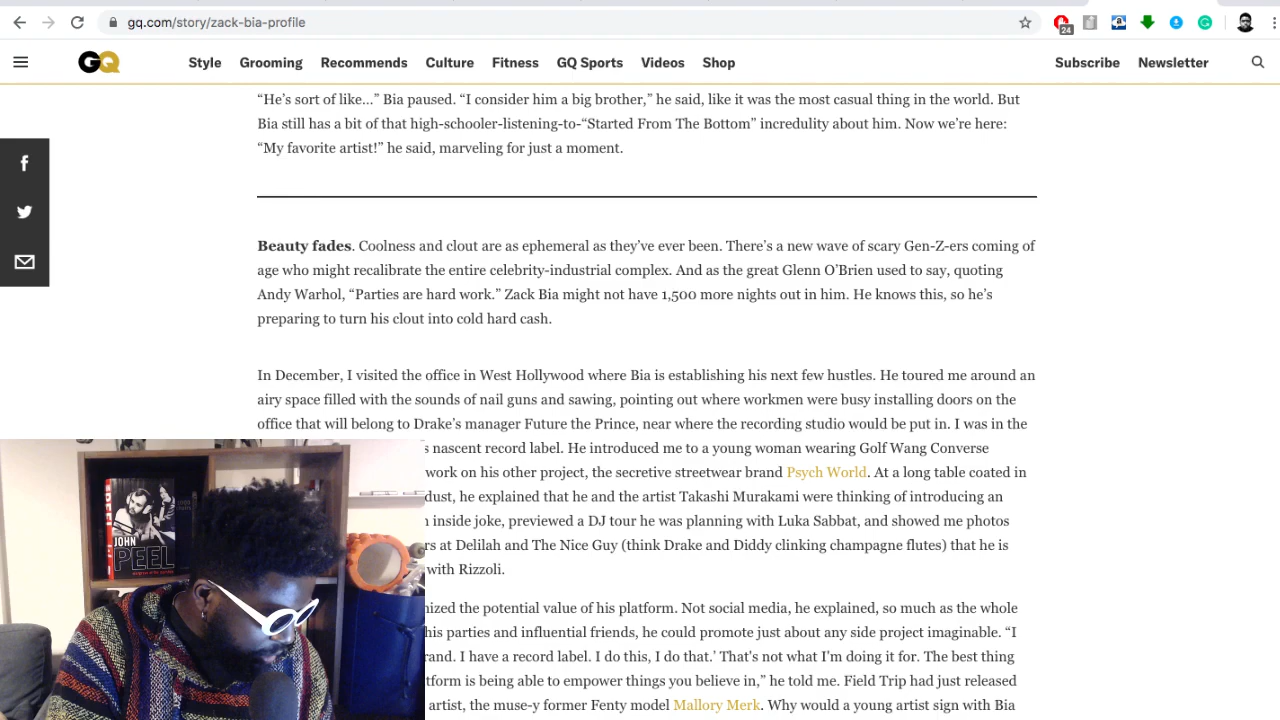 gq.com/story/zack-bia-profile
24
GQ
Style Grooming Recommends Culture Fitness GQ Sports Videos Shop Subscribe Newsletter
“He’s sort of like…” Bia paused. “I consider him a big brother,” he said, like it was the most casual thing in the world. But
Bia still has a bit of that high-schooler-listening-to-“Started From The Bottom” incredulity about him. Now we’re here:
“My favorite artist!” he said, marveling for just a moment.
Beauty fades. Coolness and clout are as ephemeral as they’ve ever been. There’s a new wave of scary Gen-Z-ers coming of
age who might recalibrate the entire celebrity-industrial complex. And as the great Glenn O’Brien used to say, quoting
Andy Warhol, “Parties are hard work.” Zack Bia might not have 1,500 more nights out in him. He knows this, so he’s
preparing to turn his clout into cold hard cash.
In December, I visited the office in West Hollywood where Bia is establishing his next few hustles. He toured me around an
airy space filled with the sounds of nail guns and sawing, pointing out where workmen were busy installing doors on the
office that will belong to Drake’s manager Future the Prince, near where the recording studio would be put in. I was in the
s nascent record label. He introduced me to a young woman wearing Golf Wang Converse
work on his other project, the secretive streetwear brand Psych World. At a long table coated in
dust, he explained that he and the artist Takashi Murakami were thinking of introducing an
inside joke, previewed a DJ tour he was planning with Luka Sabbat, and showed me photos
rs at Delilah and The Nice Guy (think Drake and Diddy clinking champagne flutes) that he is
with Rizzoli.
nized the potential value of his platform. Not social media, he explained, so much as the whole
his parties and influential friends, he could promote just about any side project imaginable. “I
rand. I have a record label. I do this, I do that.’ That's not what I'm doing it for. The best thing
tform is being able to empower things you believe in,” he told me. Field Trip had just released
artist, the muse-y former Fenty model Mallory Merk. Why would a young artist sign with Bia
JOHN
PEEL